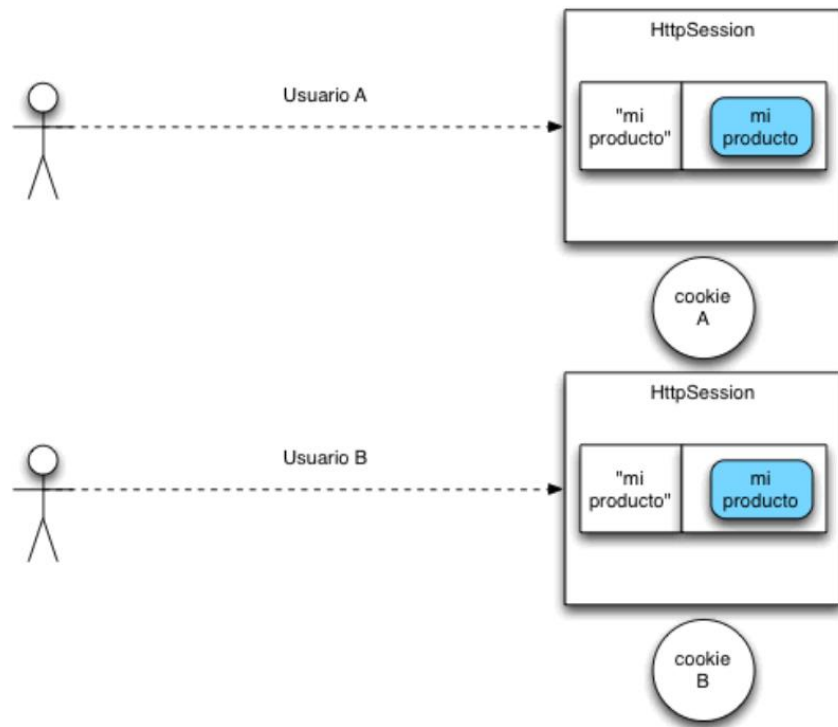 HttpSession
Usuario A
"mi
producto"
mi
producto
cookie
A
HttpSession
Usuario B
"mi
producto"
mi
producto
cookie
B